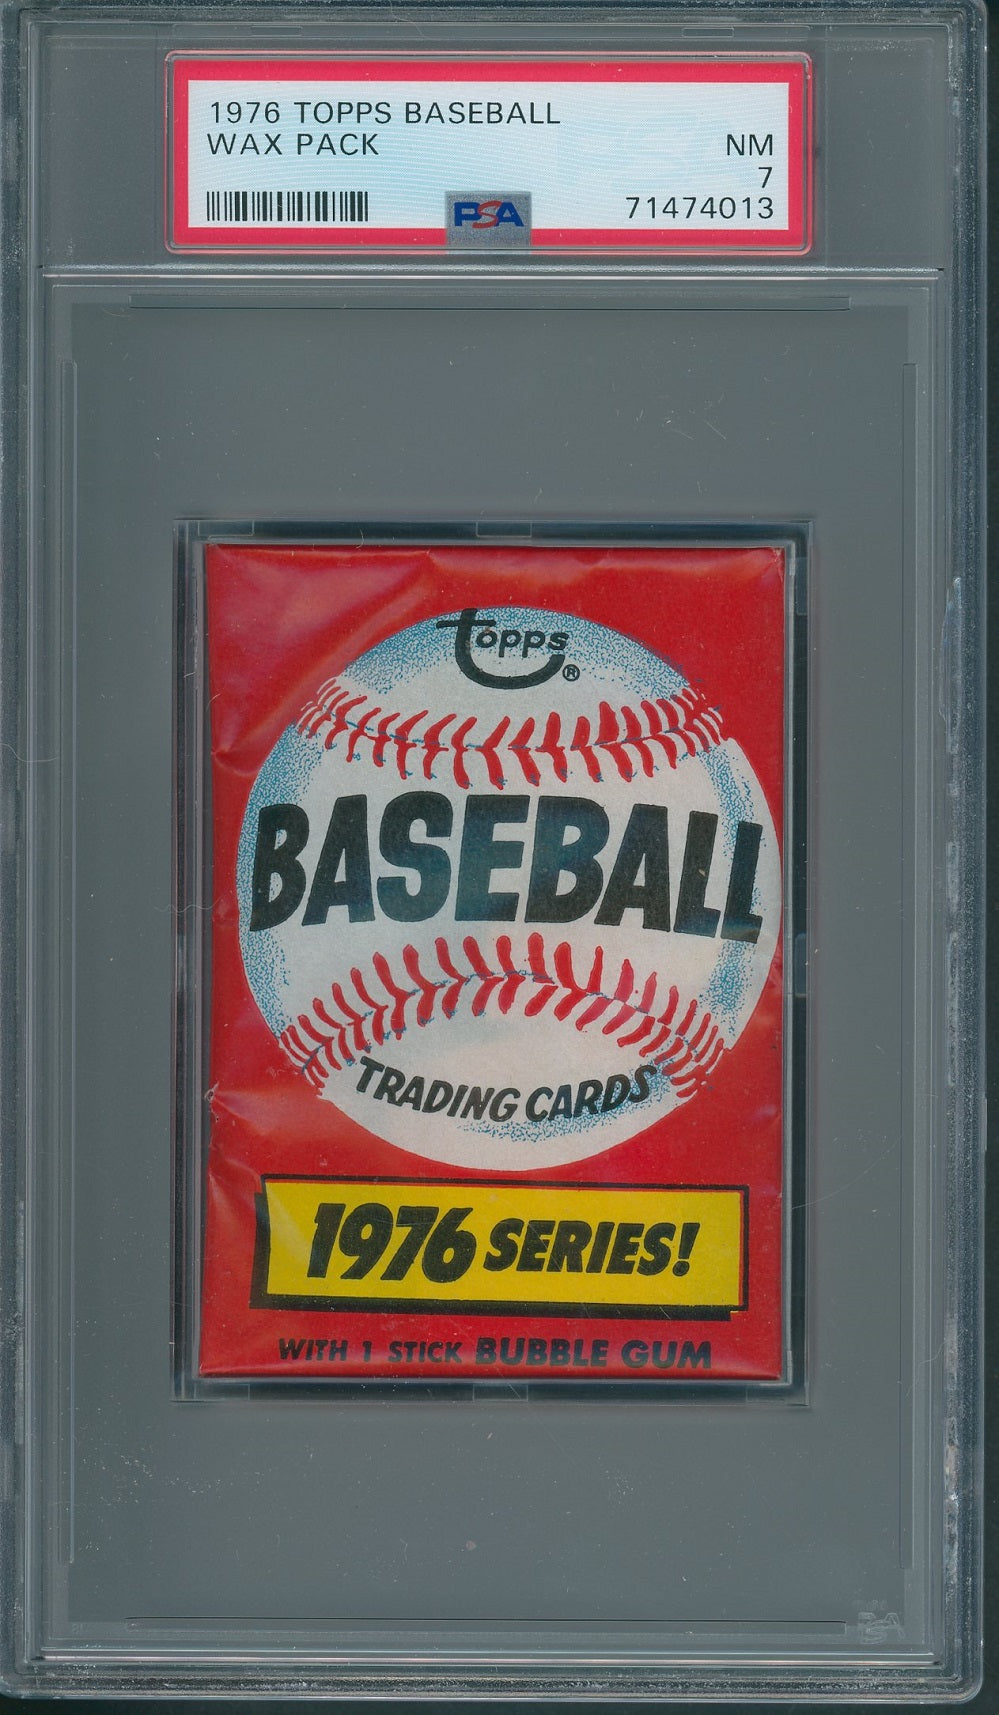 1976 TOPPS BASEBALL
WAX PACK
NM
7
71474013
PSA
Topps®
BASEBALL
TRADING CARDS
1976 SERIES!
WITH 1 STICK BUBBLE GUM
PSA